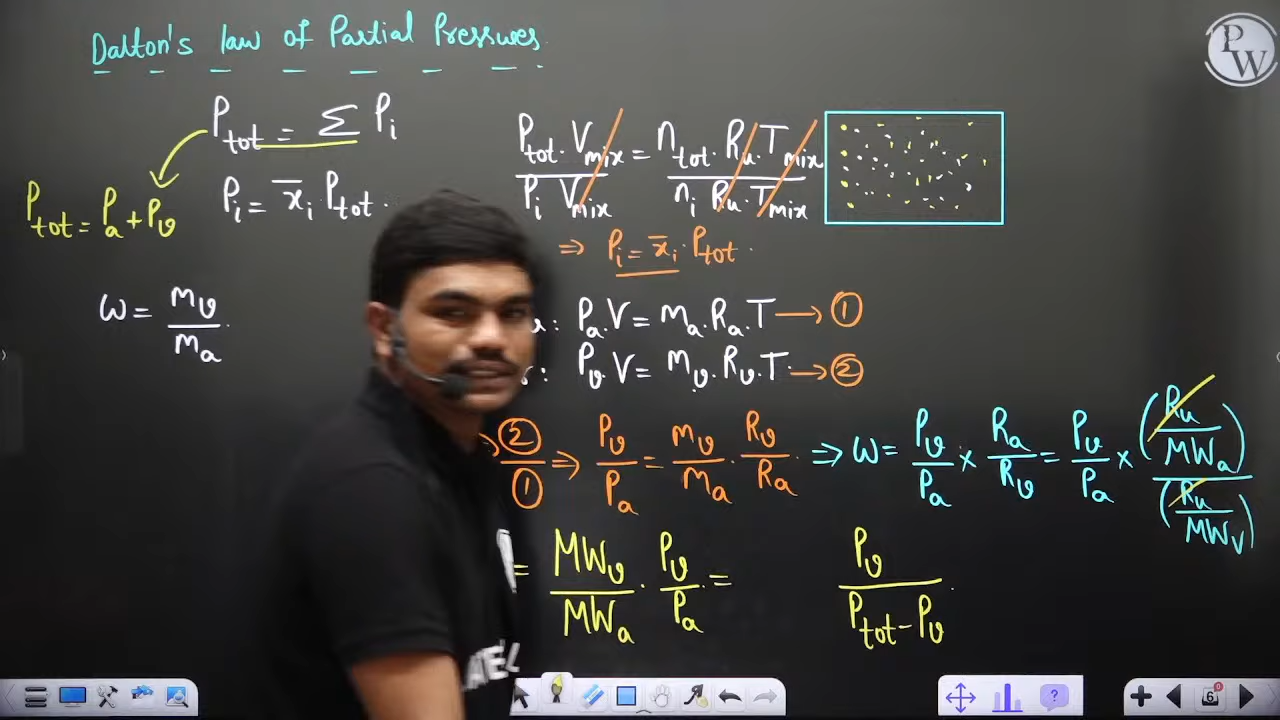 Dalton's law of Partial Pressures
PW
P_tot = Σ P_i
P_tot = P_a + P_v
P_i = x̄_i P_tot.
P_tot. V_mix / P_i V_mix = n_tot. R_u. T_mix / n_i R_u. T_mix
⇒ P_i = x̄_i. P_tot.
ω = m_v / m_a.
a: P_a. V = m_a. R_a. T → ①
: P_v. V = m_v. R_v. T. → ②
② / ① ⇒ P_v / P_a = m_v / m_a. R_v / R_a. ⇒ ω = P_v / P_a × R_a / R_v = P_v / P_a × (R_u / MW_a) / (R_u / MW_v)
= MW_v / MW_a. P_v / P_a = P_v / P_tot - P_v.
6